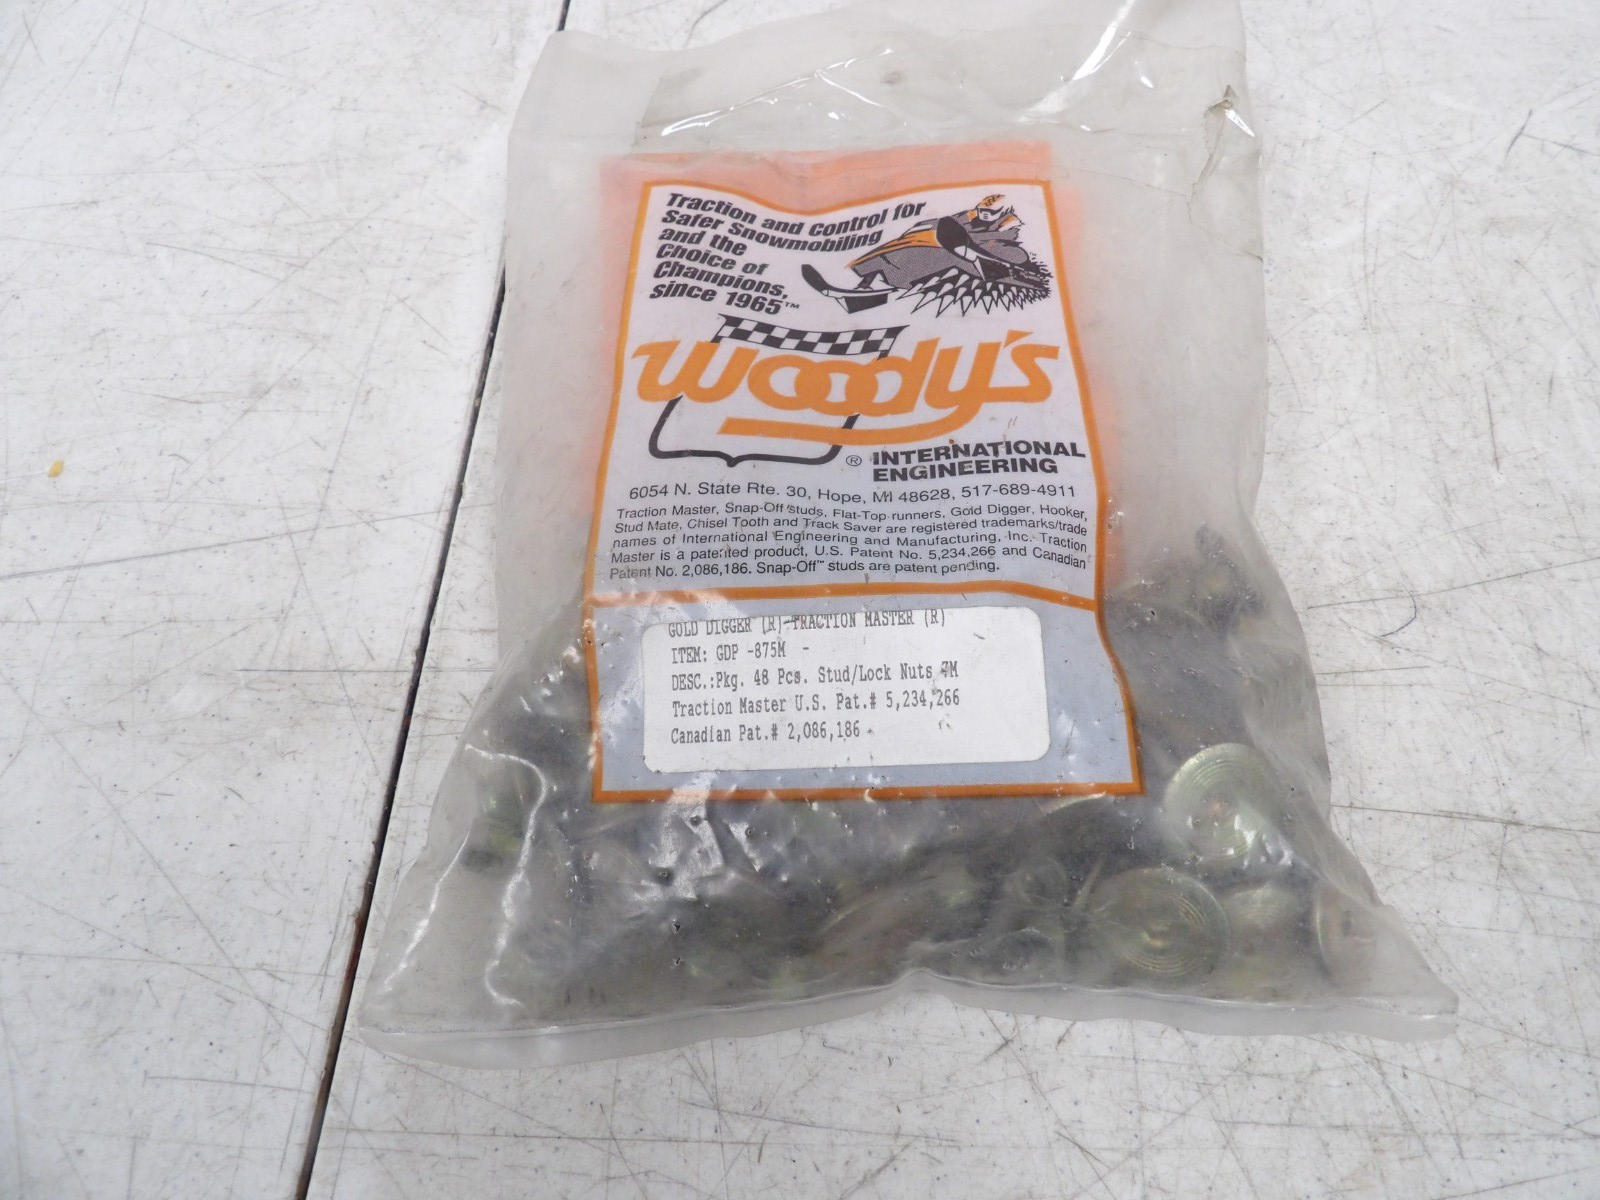 Traction and Control for
Safer Snowmobiling
and the
Choice of
Champions,
since 1965™
Woody's
® INTERNATIONAL
ENGINEERING
6054 N. State Rte. 30, Hope, MI 48628, 517-689-4911
Traction Master, Snap-Off studs, Flat-Top runners, Gold Digger, Hooker,
Stud Mate, Chisel Tooth and Track Saver are registered trademarks/trade
names of International Engineering and Manufacturing, Inc. Traction
Master is a patented product, U.S. Patent No. 5,234,266 and Canadian
Patent No. 2,086,186. Snap-Off™ studs are patent pending.
GOLD DIGGER (R)-TRACTION MASTER (R)
ITEM: GDP -875M -
DESC.:Pkg. 48 Pcs. Stud/Lock Nuts 7M
Traction Master U.S. Pat.# 5,234,266
Canadian Pat.# 2,086,186